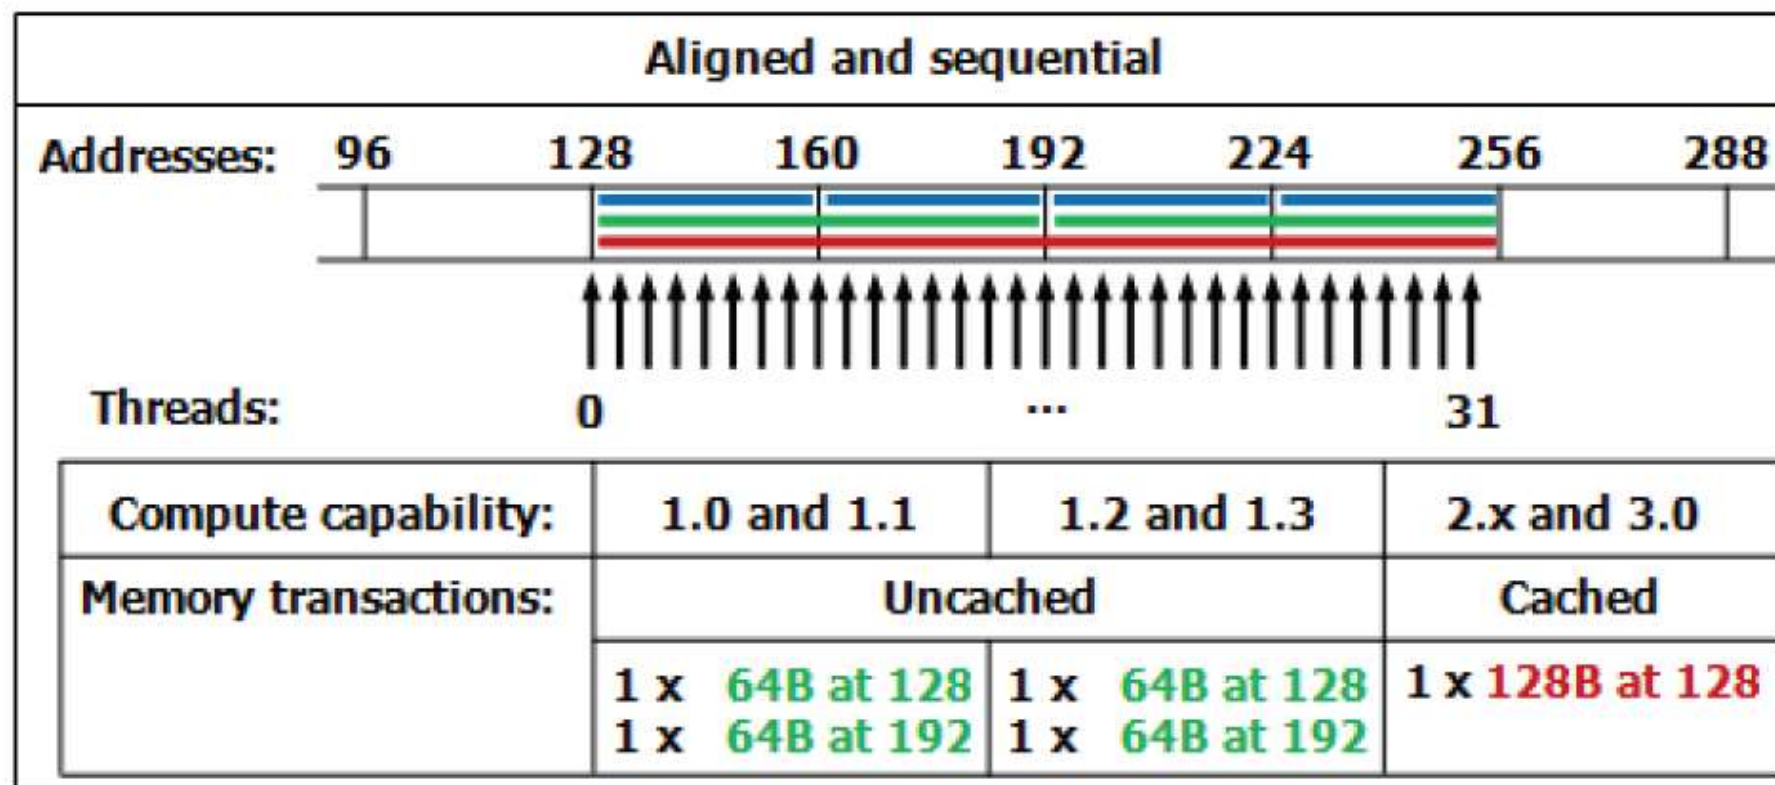 Aligned and sequential
Addresses: 96 128 160 192 224 256 288
Threads: 0 ... 31
Compute capability: 1.0 and 1.1 1.2 and 1.3 2.x and 3.0
Memory transactions: Uncached Cached
1 x 64B at 128 1 x 64B at 128 1 x 128B at 128
1 x 64B at 192 1 x 64B at 192